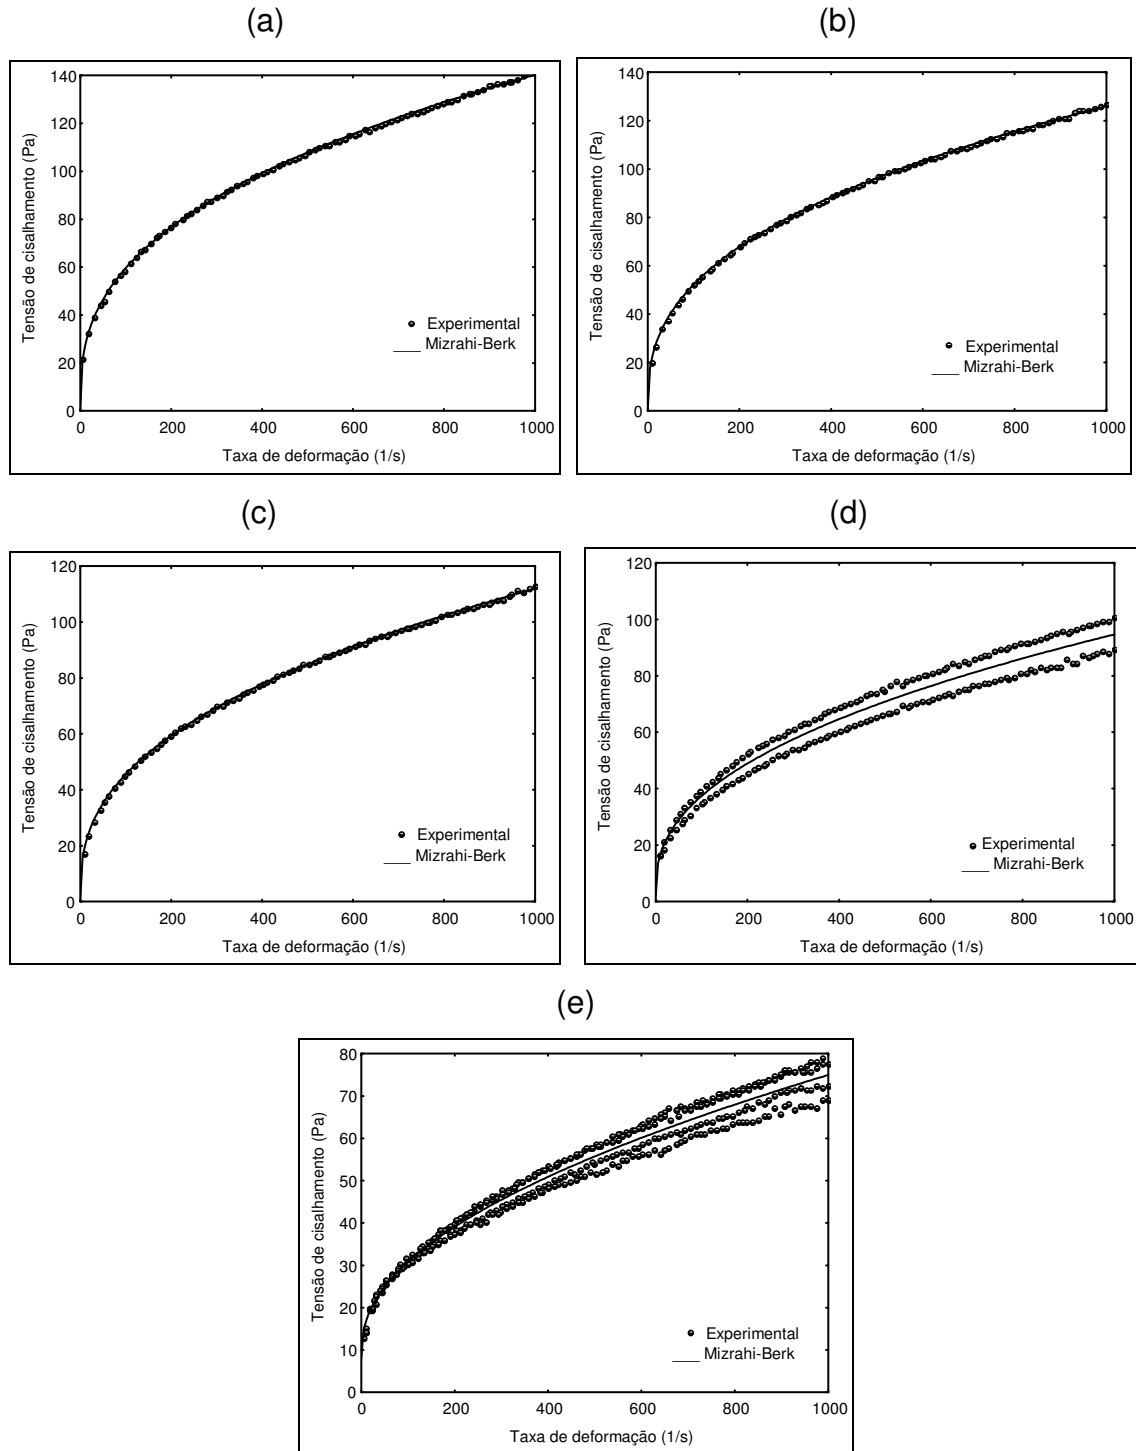 (a)
Tensão de cisalhamento (Pa)
140
120
100
80
60
40
20
0
Experimental
___ Mizrahi-Berk
0 200 400 600 800 1000
Taxa de deformação (1/s)
(b)
Tensão de cisalhamento (Pa)
140
120
100
80
60
40
20
0
Experimental
___ Mizrahi-Berk
0 200 400 600 800 1000
Taxa de deformação (1/s)
(c)
Tensão de cisalhamento (Pa)
120
100
80
60
40
20
0
Experimental
___ Mizrahi-Berk
0 200 400 600 800 1000
Taxa de deformação (1/s)
(d)
Tensão de cisalhamento (Pa)
120
100
80
60
40
20
0
Experimental
___ Mizrahi-Berk
0 200 400 600 800 1000
Taxa de deformação (1/s)
(e)
Tensão de cisalhamento (Pa)
80
70
60
50
40
30
20
10
0
Experimental
___ Mizrahi-Berk
0 200 400 600 800 1000
Taxa de deformação (1/s)